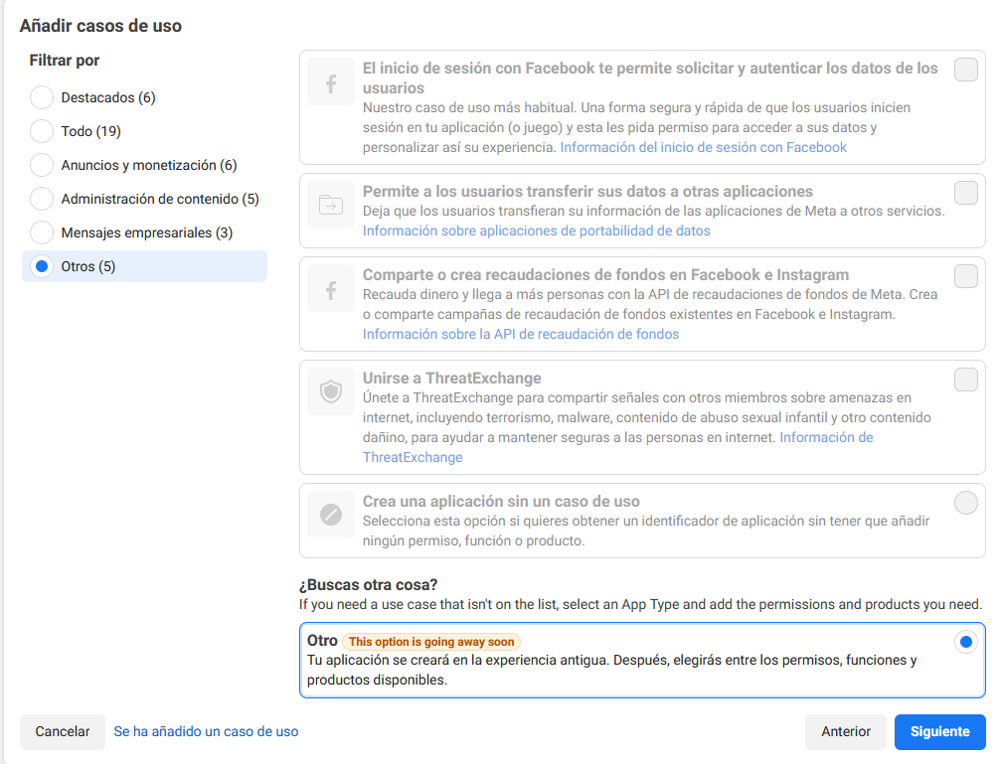 Añadir casos de uso
Filtrar por
Destacados (6)
Todo (19)
Anuncios y monetización (6)
Administración de contenido (5)
Mensajes empresariales (3)
Otros (5)
El inicio de sesión con Facebook te permite solicitar y autenticar los datos de los
usuarios
Nuestro caso de uso más habitual. Una forma segura y rápida de que los usuarios inicien
sesión en tu aplicación (o juego) y esta les pida permiso para acceder a sus datos y
personalizar así su experiencia. Información del inicio de sesión con Facebook
Permite a los usuarios transferir sus datos a otras aplicaciones
Deja que los usuarios transfieran su información de las aplicaciones de Meta a otros servicios.
Información sobre aplicaciones de portabilidad de datos
Comparte o crea recaudaciones de fondos en Facebook e Instagram
Recauda dinero y llega a más personas con la API de recaudaciones de fondos de Meta. Crea
o comparte campañas de recaudación de fondos existentes en Facebook e Instagram.
Información sobre la API de recaudación de fondos
Unirse a ThreatExchange
Únete a ThreatExchange para compartir señales con otros miembros sobre amenazas en
internet, incluyendo terrorismo, malware, contenido de abuso sexual infantil y otro contenido
dañino, para ayudar a mantener seguras a las personas en internet. Información de
ThreatExchange
Crea una aplicación sin un caso de uso
Selecciona esta opción si quieres obtener un identificador de aplicación sin tener que añadir
ningún permiso, función o producto.
¿Buscas otra cosa?
If you need a use case that isn't on the list, select an App Type and add the permissions and products you need.
Otro This option is going away soon
Tu aplicación se creará en la experiencia antigua. Después, elegirás entre los permisos, funciones y
productos disponibles.
Cancelar
Se ha añadido un caso de uso
Anterior
Siguiente